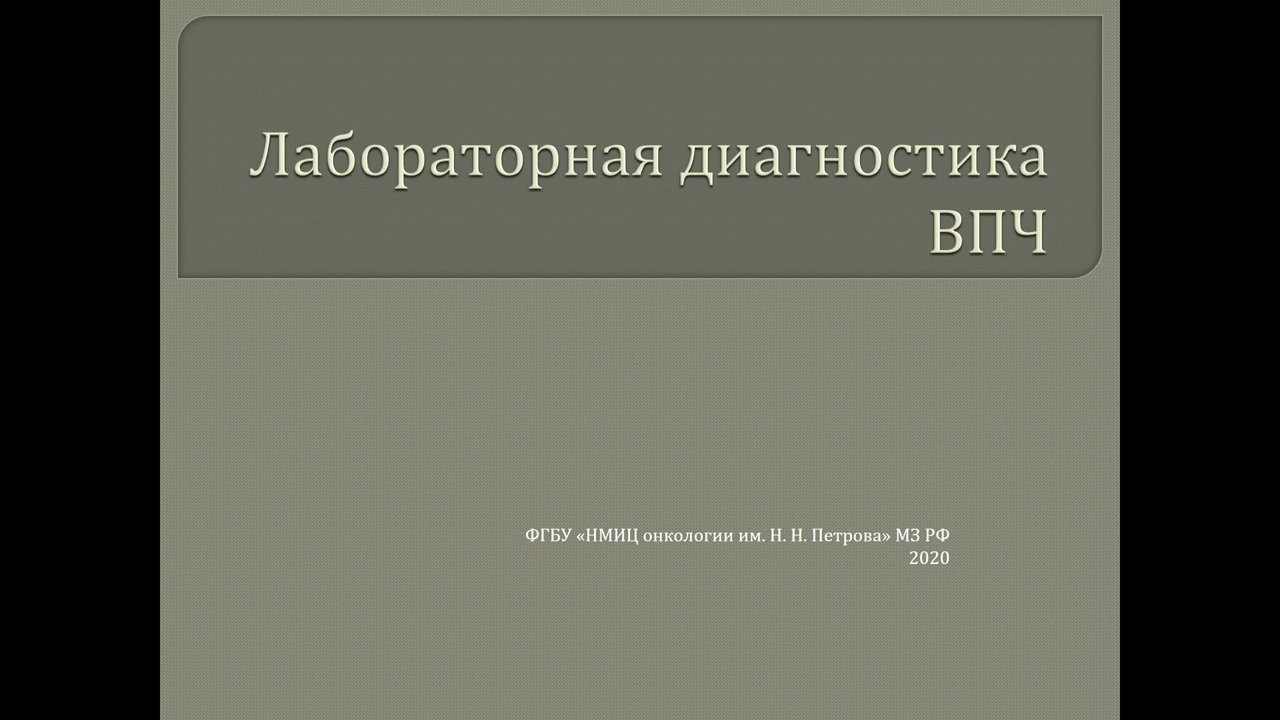 Лабораторная диагностика
ВПЧ
ФГБУ «НМИЦ онкологии им. Н. Н. Петрова» МЗ РФ
2020